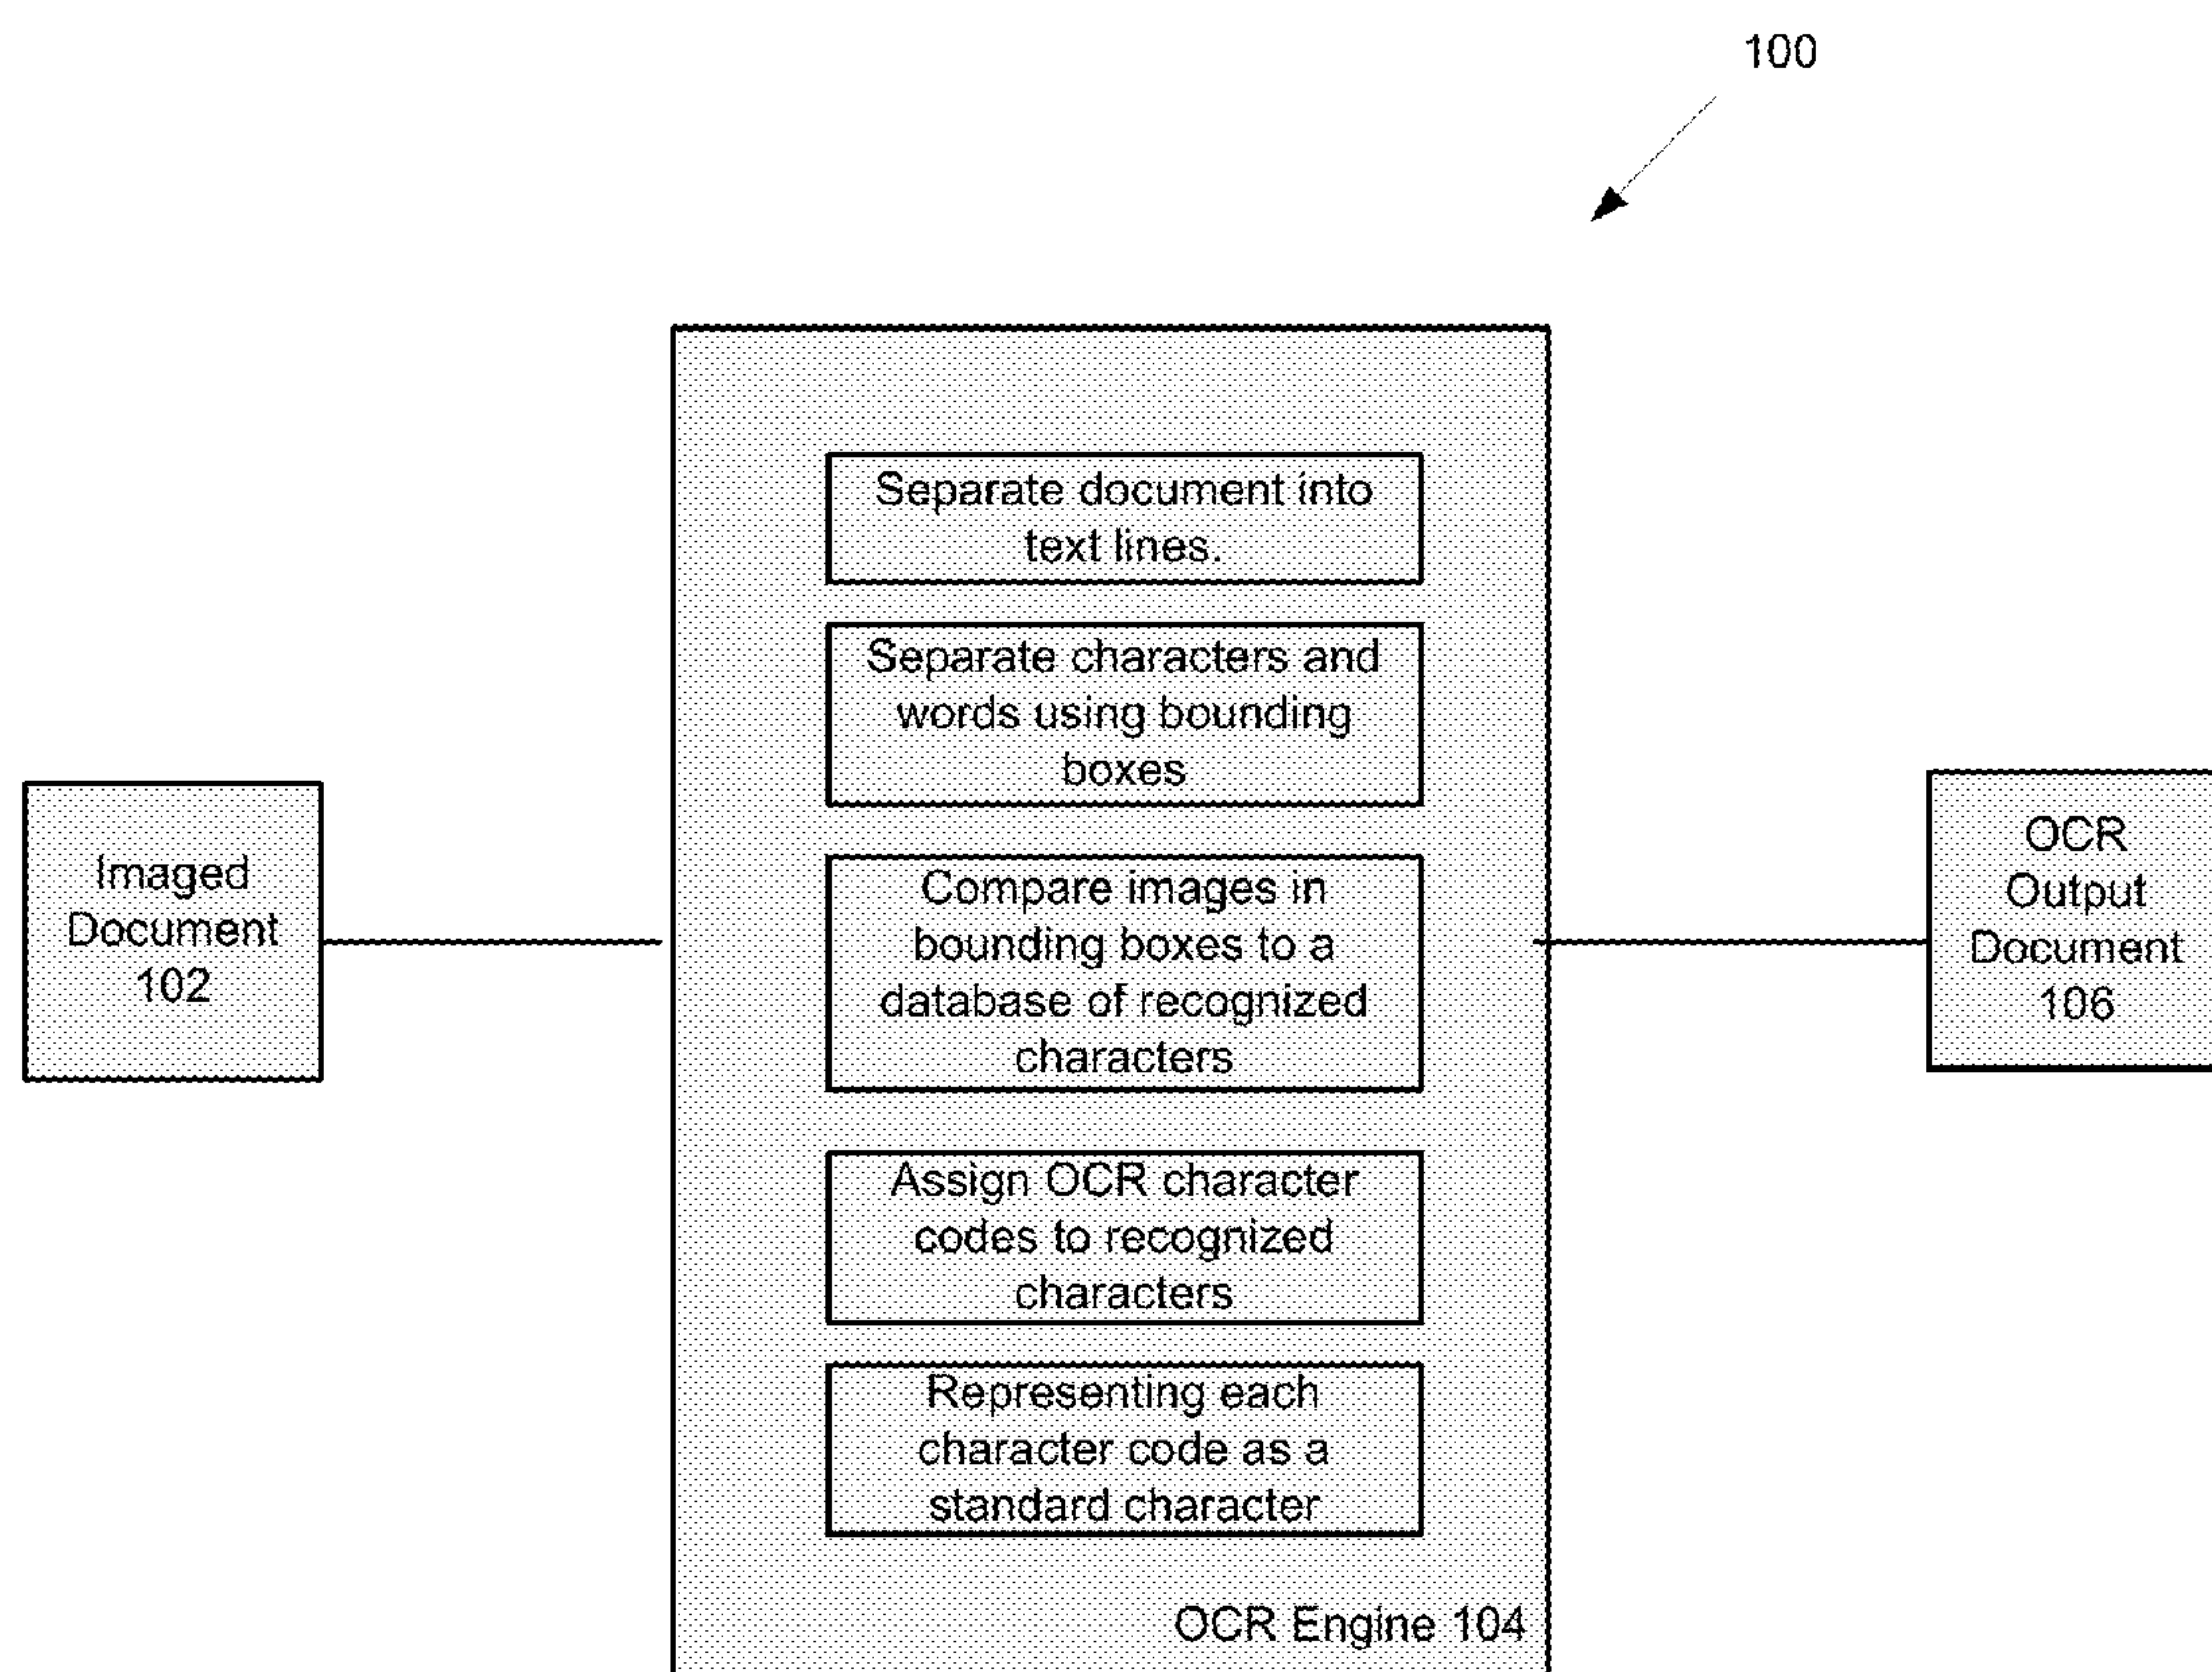 100
Separate document into
text lines.
Separate characters and
words using bounding
boxes
Imaged
Document
102
Compare images in
bounding boxes to a
database of recognized
characters
OCR
Output
Document
106
Assign OCR character
codes to recognized
characters
Representing each
character code as a
standard character
OCR Engine 104